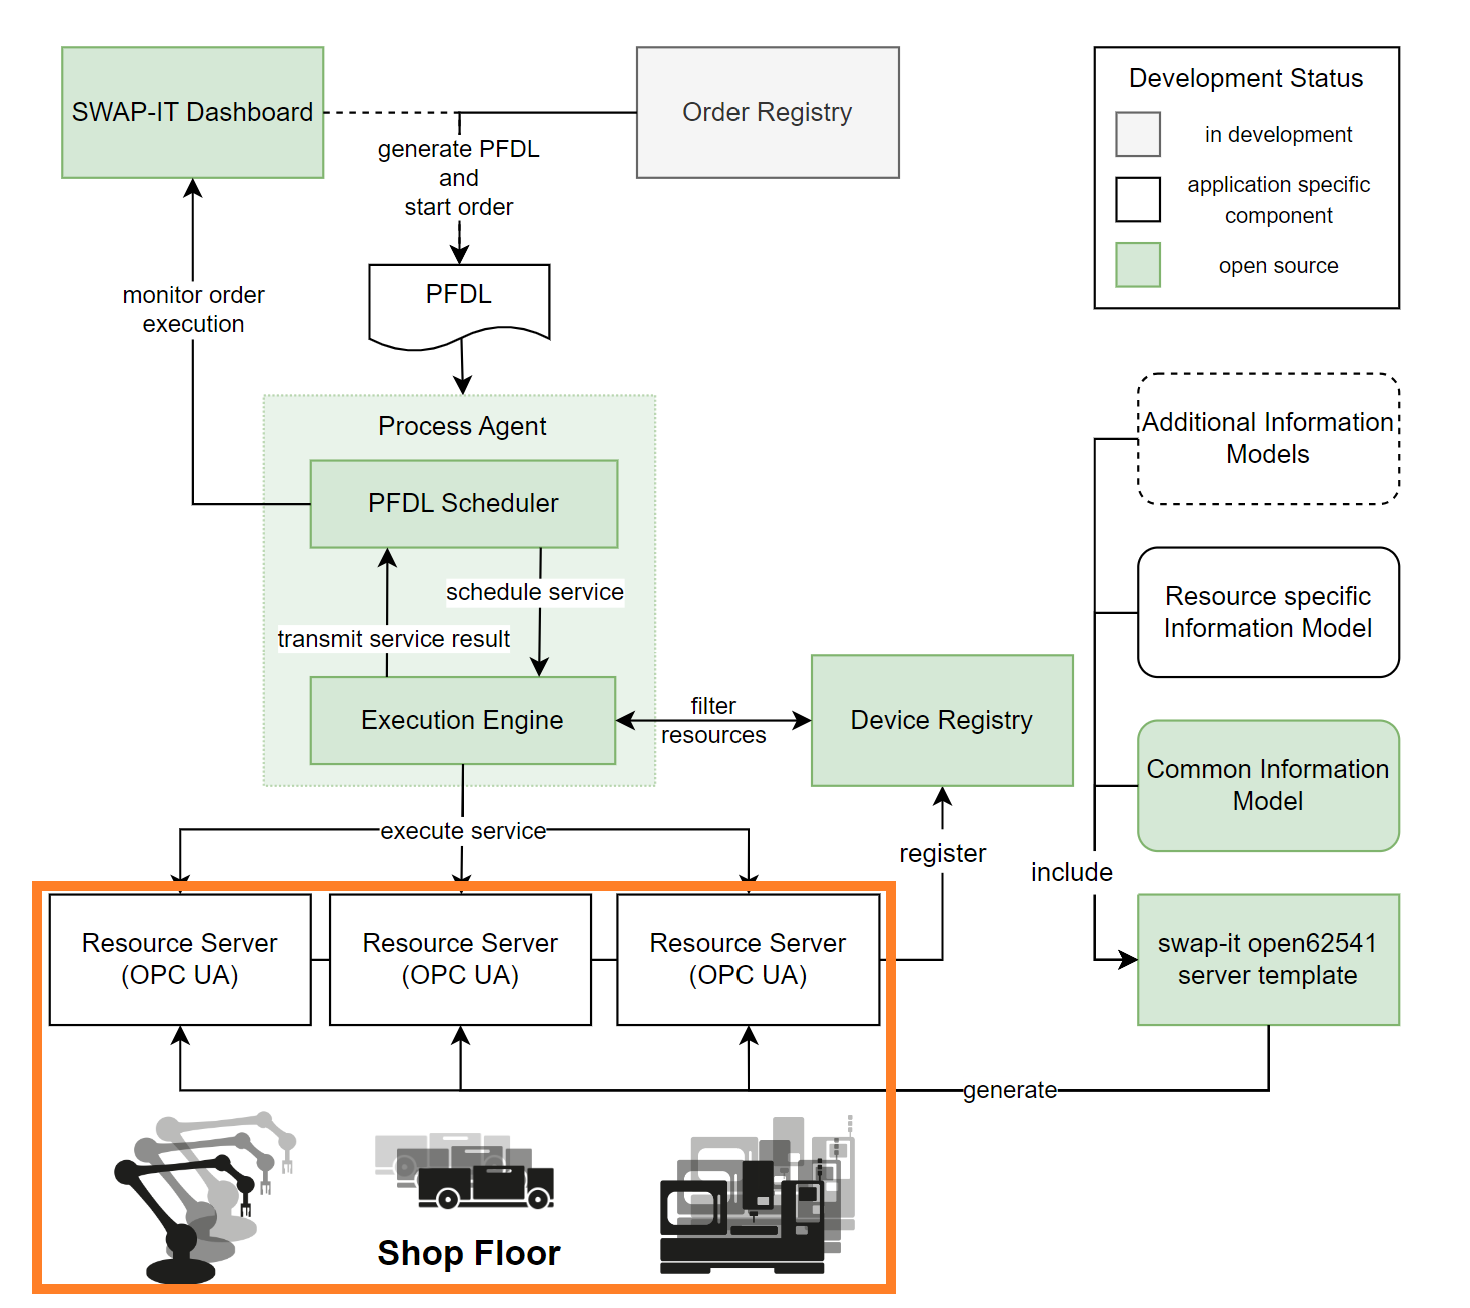 SWAP-IT Dashboard
Order Registry
Development Status
in development
application specific
component
open source
generate PFDL
and
start order
PFDL
monitor order
execution
Process Agent
PFDL Scheduler
schedule service
transmit service result
Execution Engine
filter
resources
Device Registry
Additional Information
Models
Resource specific
Information Model
Common Information
Model
execute service
register
include
Resource Server
(OPC UA)
Resource Server
(OPC UA)
Resource Server
(OPC UA)
swap-it open62541
server template
generate
Shop Floor